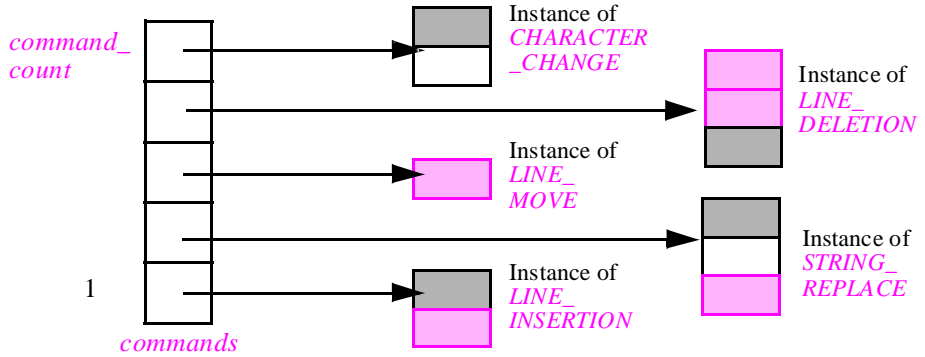 command_
count
Instance of
CHARACTER
_CHANGE
Instance of
LINE_
DELETION
Instance of
LINE_
MOVE
Instance of
STRING_
REPLACE
1
Instance of
LINE_
INSERTION
commands